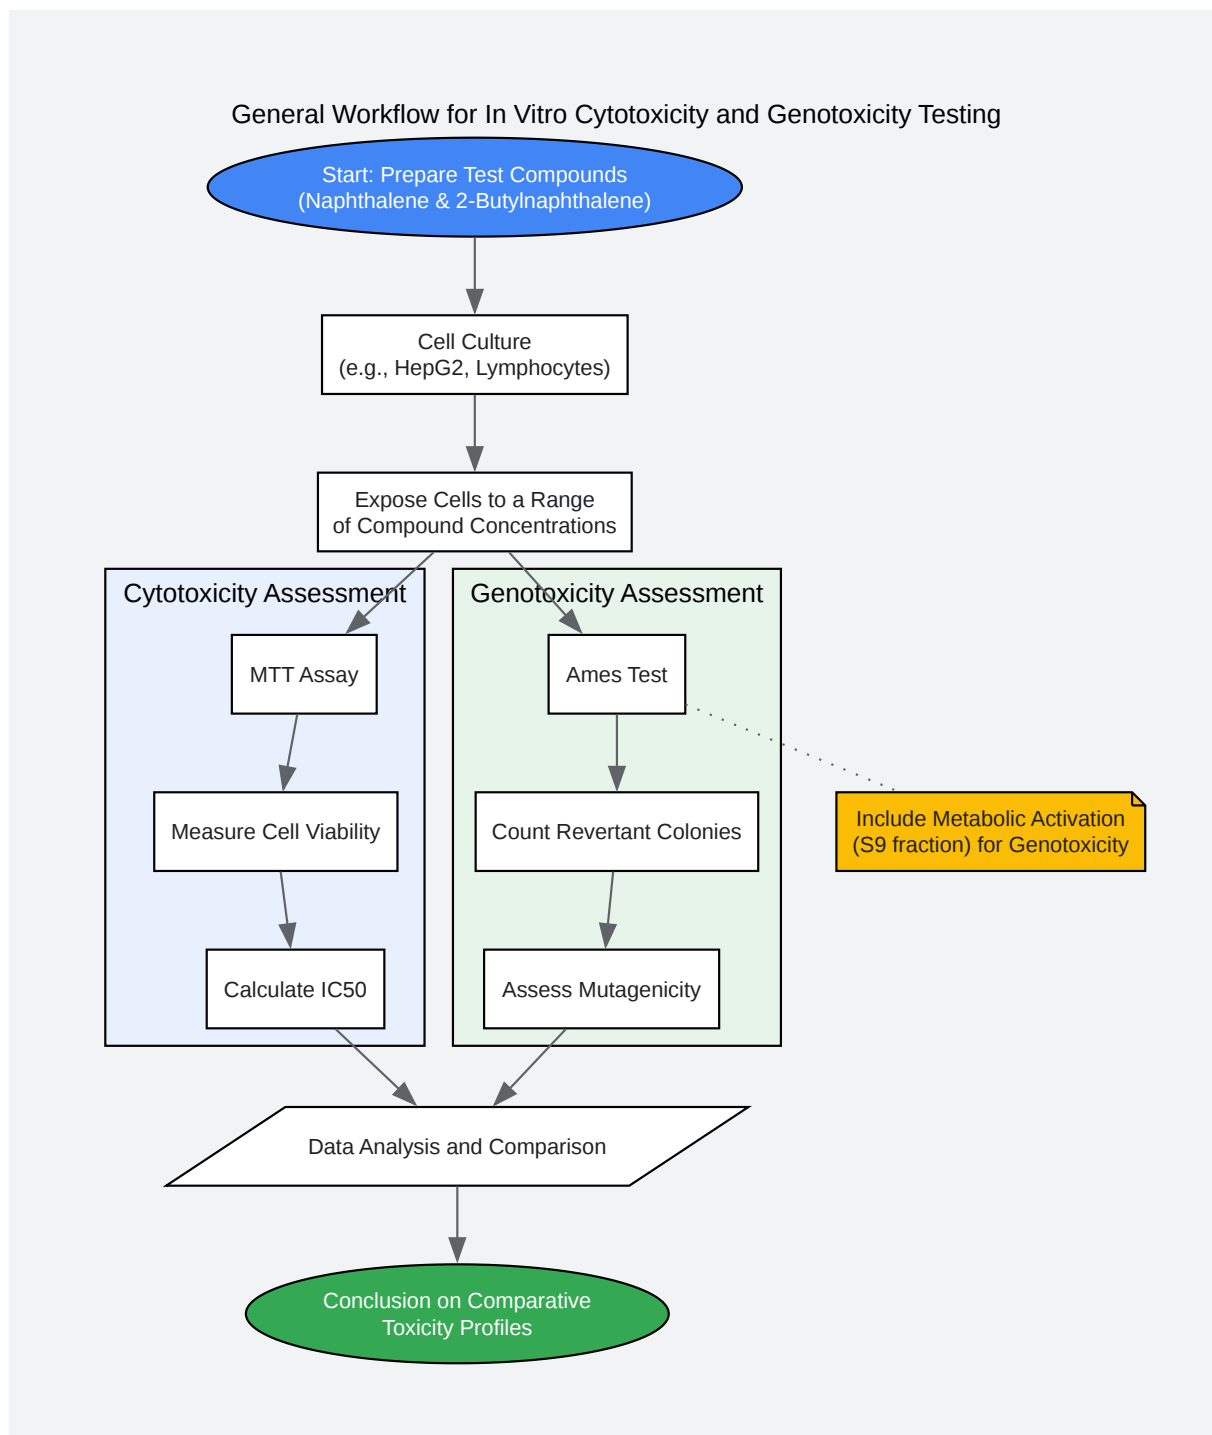 General Workflow for In Vitro Cytotoxicity and Genotoxicity Testing
Start: Prepare Test Compounds
(Naphthalene & 2-Butylnaphthalene)
Cell Culture
(e.g., HepG2, Lymphocytes)
Expose Cells to a Range
of Compound Concentrations
Cytotoxicity Assessment
MTT Assay
Measure Cell Viability
Calculate IC50
Genotoxicity Assessment
Ames Test
Count Revertant Colonies
Assess Mutagenicity
Include Metabolic Activation
(S9 fraction) for Genotoxicity
Data Analysis and Comparison
Conclusion on Comparative
Toxicity Profiles